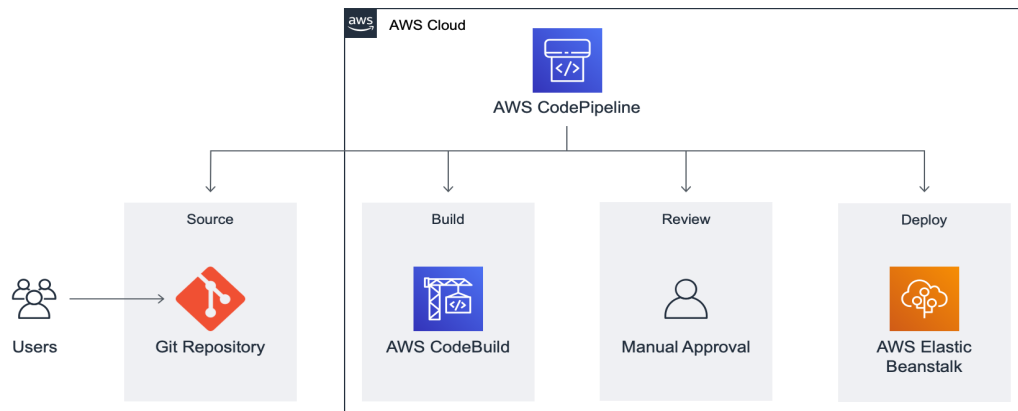 aws
AWS Cloud
</>
AWS CodePipeline
Source
Build
Review
Deploy
</>
Users
Git Repository
AWS CodeBuild
Manual Approval
AWS Elastic
Beanstalk